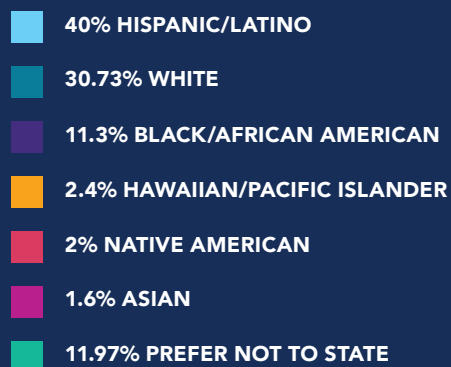 40% HISPANIC/LATINO
30.73% WHITE
11.3% BLACK/AFRICAN AMERICAN
2.4% HAWAIIAN/PACIFIC ISLANDER
2% NATIVE AMERICAN
1.6% ASIAN
11.97% PREFER NOT TO STATE